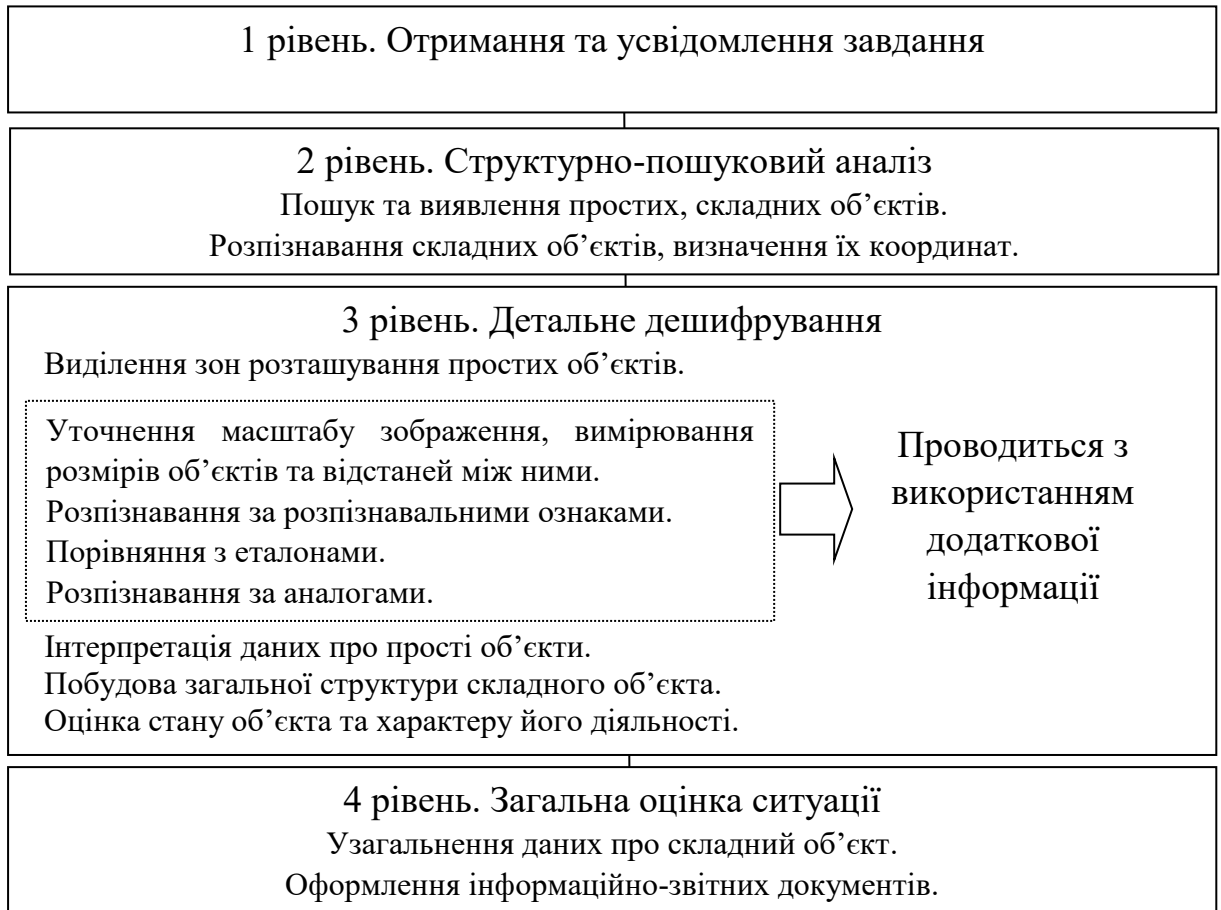 1 рівень. Отримання та усвідомлення завдання
2 рівень. Структурно-пошуковий аналіз
Пошук та виявлення простих, складних об’єктів.
Розпізнавання складних об’єктів, визначення їх координат.
3 рівень. Детальне дешифрування
Виділення зон розташування простих об’єктів.
Уточнення масштабу зображення, вимірювання
розмірів об’єктів та відстаней між ними.
Розпізнавання за розпізнавальними ознаками.
Порівняння з еталонами.
Розпізнавання за аналогами.
Проводиться з
використанням
додаткової
інформації
Інтерпретація даних про прості об’єкти.
Побудова загальної структури складного об’єкта.
Оцінка стану об’єкта та характеру його діяльності.
4 рівень. Загальна оцінка ситуації
Узагальнення даних про складний об’єкт.
Оформлення інформаційно-звітних документів.